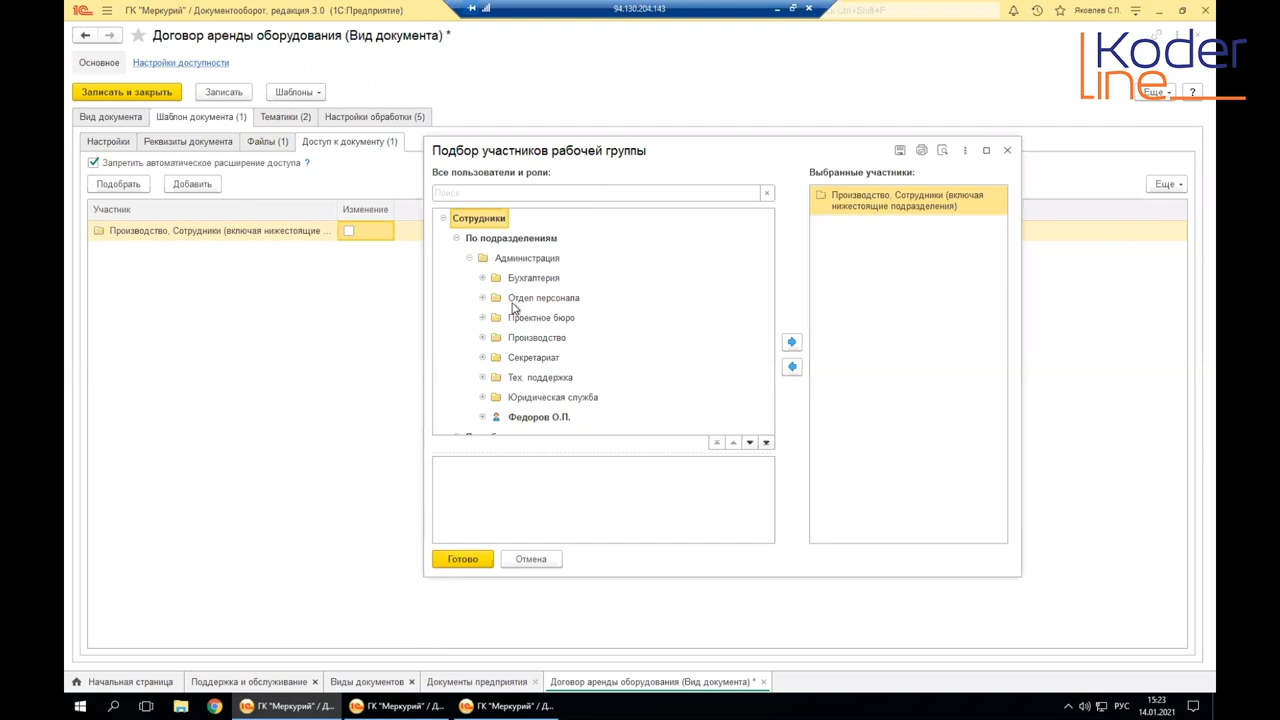 ГК "Меркурий" / Документооборот, редакция 3.0 (1С:Предприятие)
94.130.204.143
Ctrl+Shift+F
Яковлев С.П.
Договор аренды оборудования (Вид документа) *
Koder
line
Основное
Настройки доступности
Записать и закрыть
Записать
Шаблоны
Еще
?
Вид документа
Шаблон документа (1)
Тематики (2)
Настройки обработки (5)
Настройки
Реквизиты документа
Файлы (1)
Доступ к документу (1)
Запретить автоматическое расширение доступа ?
Подобрать
Добавить
Еще
Участник
Изменение
Производство, Сотрудники (включая нижестоящие ...
Подбор участников рабочей группы
Все пользователи и роли:
Поиск
Сотрудники
По подразделениям
Администрация
Бухгалтерия
Отдел персонала
Проектное бюро
Производство
Секретариат
Тех. поддержка
Юридическая служба
Федоров О.П.
Выбранные участники:
Производство, Сотрудники (включая
нижестоящие подразделения)
Готово
Отмена
Начальная страница
Поддержка и обслуживание
Виды документов
Документы предприятия
Договор аренды оборудования (Вид документа) *
ГК "Меркурий" / Д...
ГК "Меркурий" / Д...
ГК "Меркурий" / Д...
РУС
15:23
14.01.2021